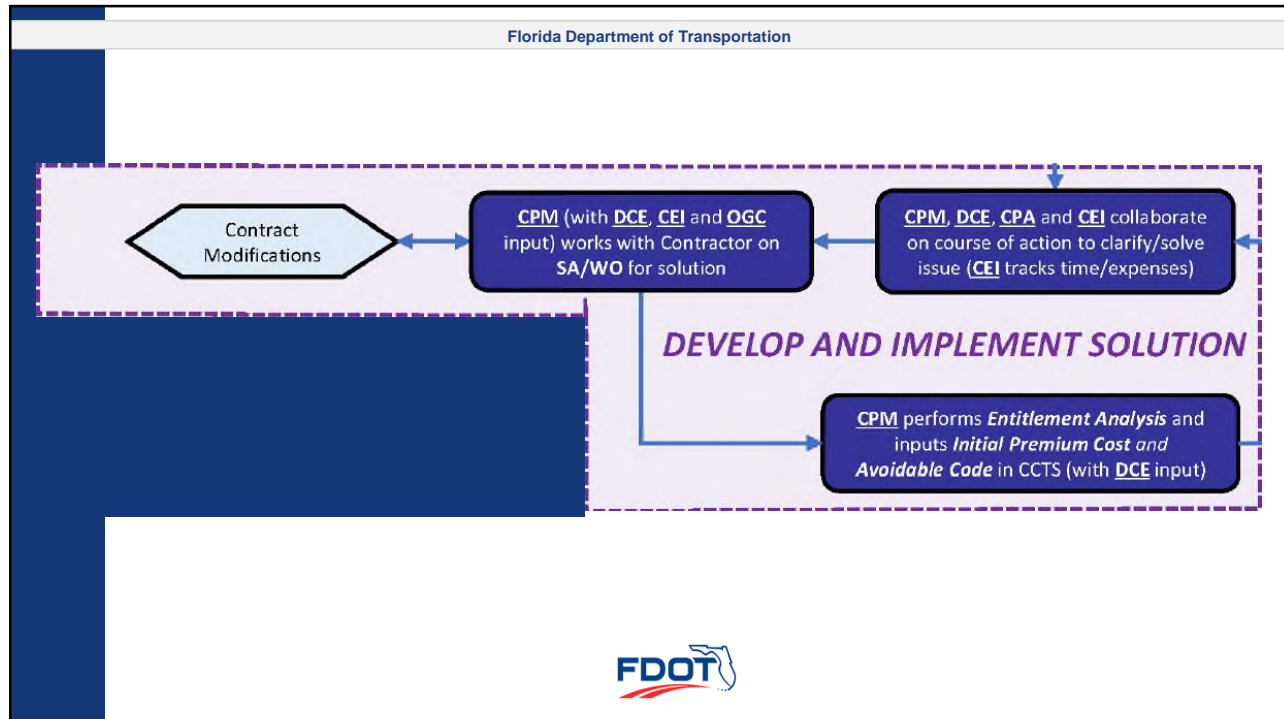 Florida Department of Transportation
Contract
Modifications
CPM (with DCE, CEI and OGC
input) works with Contractor on
SA/WO for solution
CPM, DCE, CPA and CEI collaborate
on course of action to clarify/solve
issue (CEI tracks time/expenses)
DEVELOP AND IMPLEMENT SOLUTION
CPM performs Entitlement Analysis and
inputs Initial Premium Cost and
Avoidable Code in CCTS (with DCE input)
FDOT